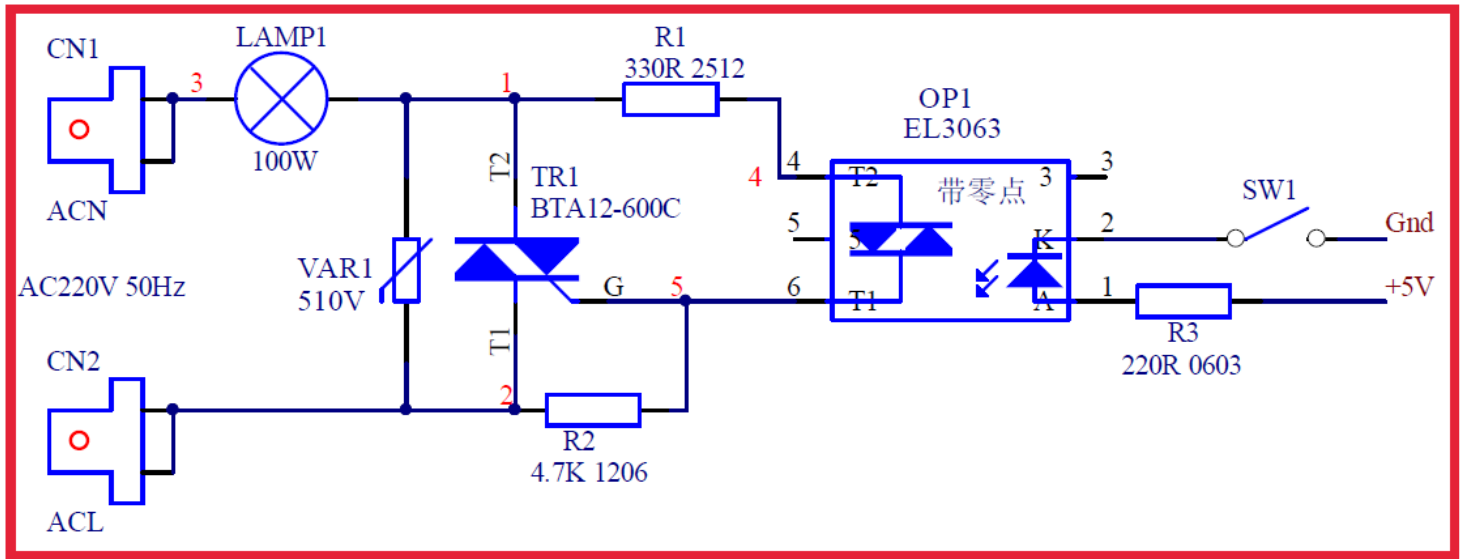 CN1
ACN
AC220V 50Hz
CN2
ACL
3
LAMP1
100W
1
T2
TR1
BTA12-600C
VAR1
510V
G
5
T1
2
R2
4.7K 1206
R1
330R 2512
4
OP1
EL3063
4
T2
5
5
6
T1
带零点
3
3
K
2
A
1
SW1
Gnd
+5V
R3
220R 0603